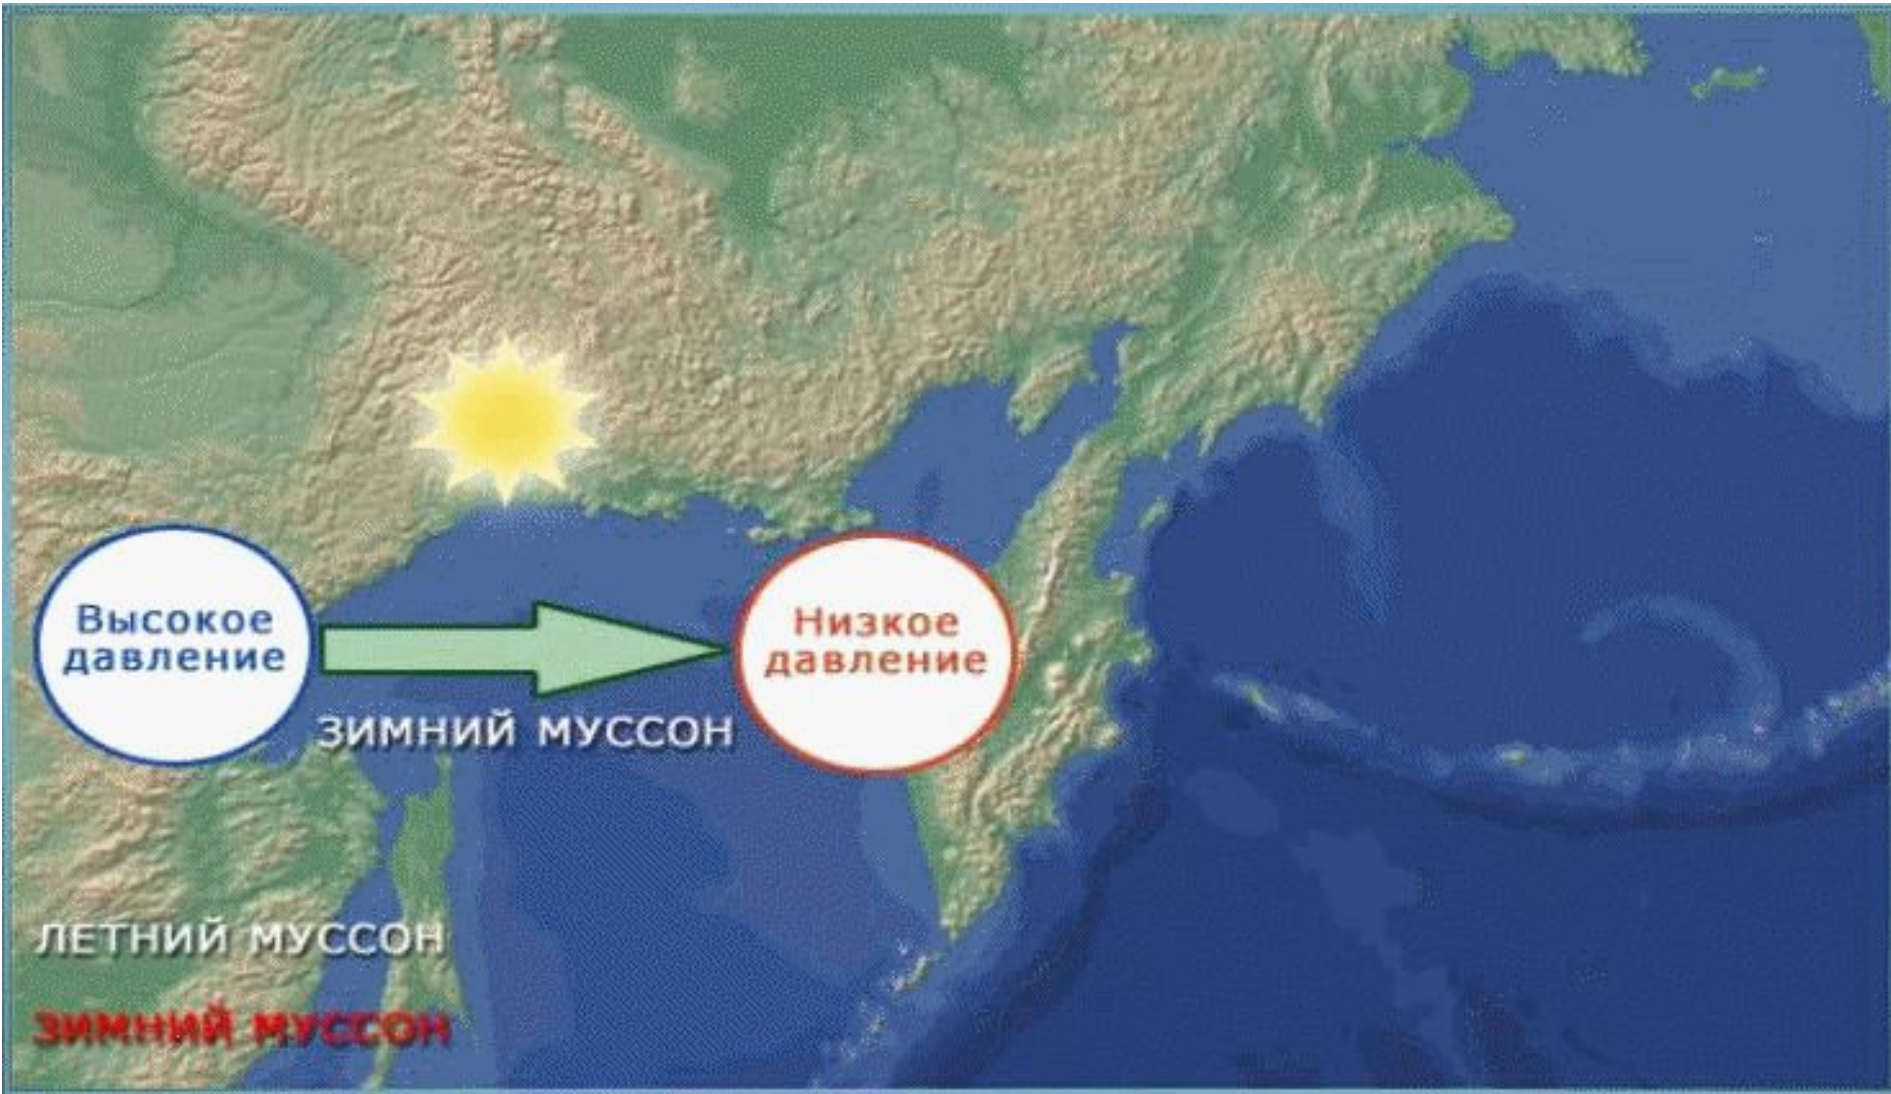 Высокое
давление
Низкое
давление
ЗИМНИЙ МУССОН
ЛЕТНИЙ МУССОН
ЗИМНИЙ МУССОН